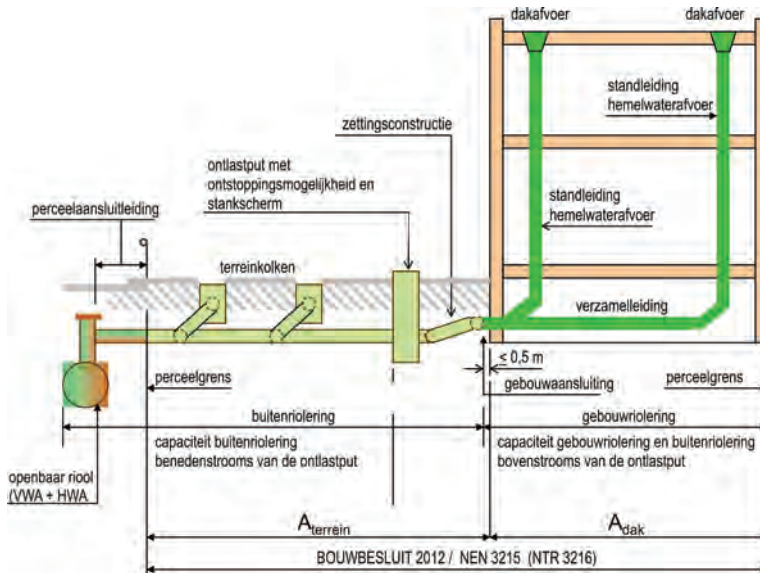 dakafvoer
dakafvoer
standleiding
hemelwaterafvoer
zettingsconstructie
ontlastput met
ontstoppingsmogelijkheid en
stankscherm
perceelaansluitleiding
standleiding
hemelwaterafvoer
terreinkolken
verzamelleiding
≤ 0,5 m
perceelgrens
gebouwaansluiting
perceelgrens
buitenriolering
gebouwriolering
capaciteit buitenriolering
benedenstrooms van de ontlastput
capaciteit gebouwriolering en buitenriolering
bovenstrooms van de ontlastput
openbaar riool
(VWA + HWA
Aterrein
Adak
BOUWBESLUIT 2012 / NEN 3215 (NTR 3216)